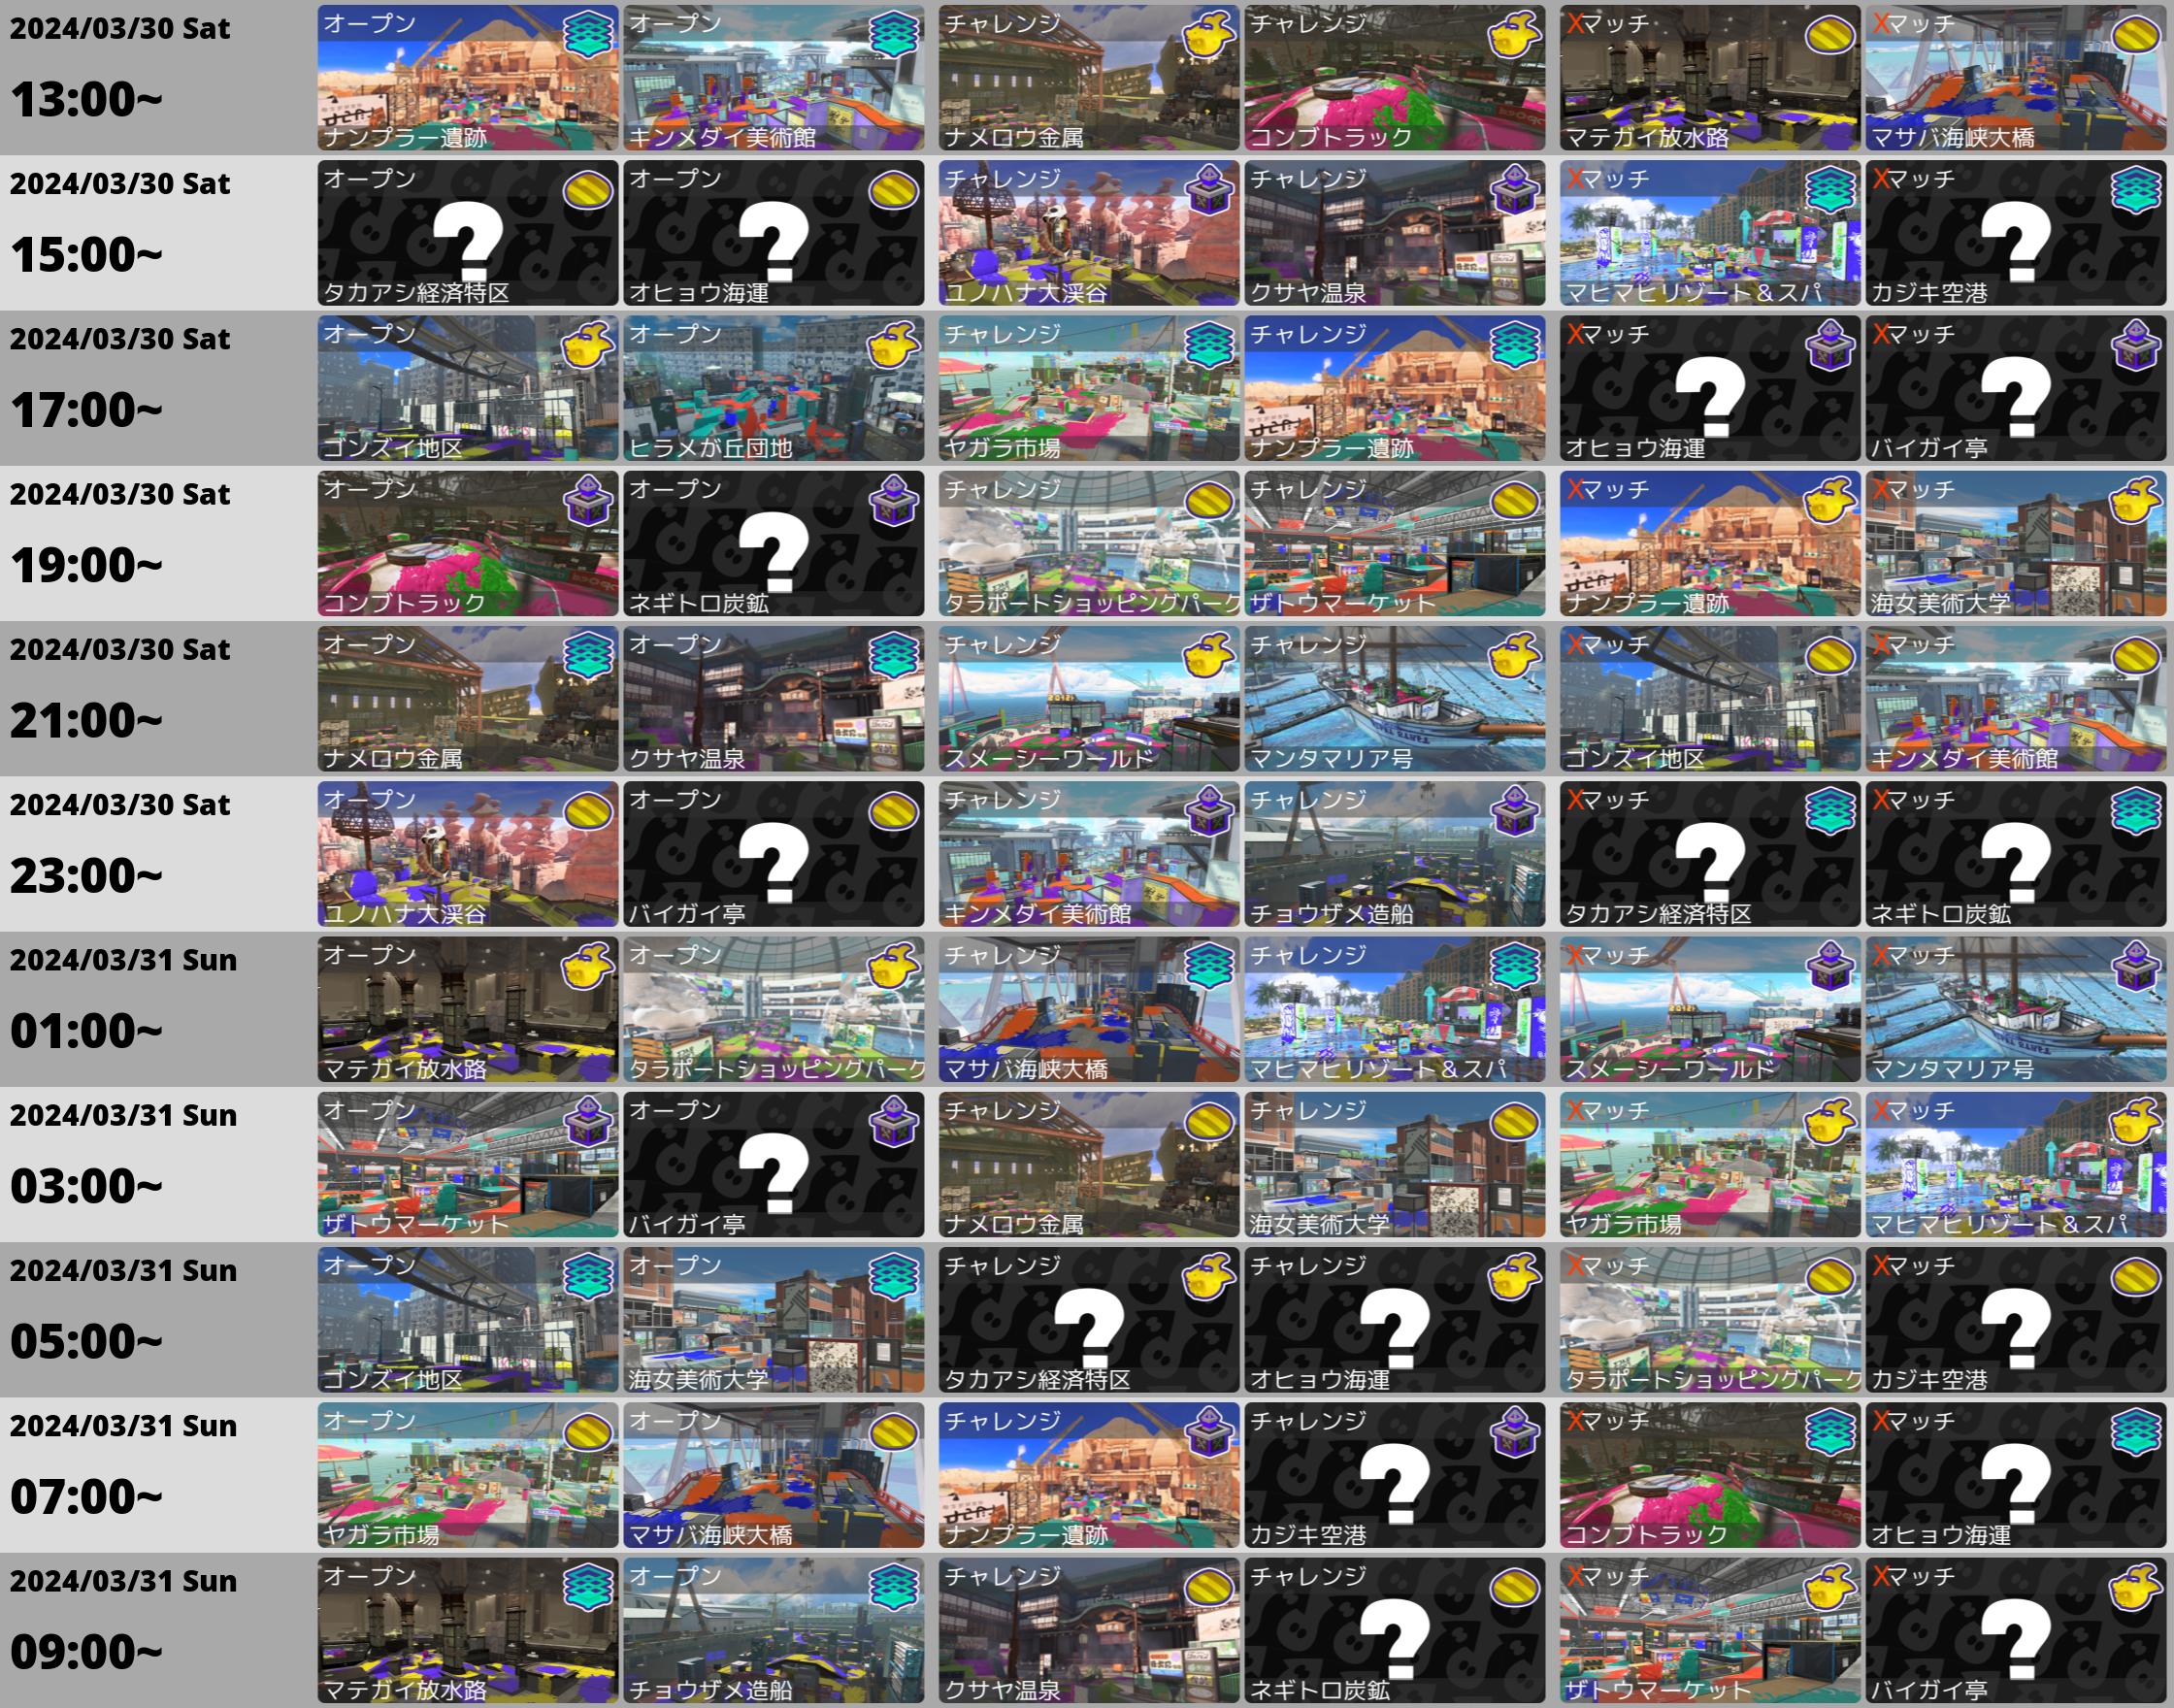 2024/03/30 Sat
13:00~
オープン オープン チャレンジ チャレンジ Xマッチ Xマッチ
ナンプラー遺跡 キンメダイ美術館 ナメロウ金属 コンブトラック マテガイ放水路 マサバ海峡大橋
2024/03/30 Sat
15:00~
オープン オープン チャレンジ チャレンジ Xマッチ Xマッチ
? ? ?
タカアシ経済特区 オヒョウ海運 ユノハナ大渓谷 クサヤ温泉 マヒマヒリゾート&スパ カジキ空港
2024/03/30 Sat
17:00~
オープン オープン チャレンジ チャレンジ Xマッチ Xマッチ
? ?
ゴンズイ地区 ヒラメが丘団地 ヤガラ市場 ナンプラー遺跡 オヒョウ海運 バイガイ亭
2024/03/30 Sat
19:00~
オープン オープン チャレンジ チャレンジ Xマッチ Xマッチ
?
コンブトラック ネギトロ炭鉱 タラポートショッピングパーク ザトウマーケット ナンプラー遺跡 海女美術大学
2024/03/30 Sat
21:00~
オープン オープン チャレンジ チャレンジ Xマッチ Xマッチ
ナメロウ金属 クサヤ温泉 スメーシーワールド マンタマリア号 ゴンズイ地区 キンメダイ美術館
2024/03/30 Sat
23:00~
オープン オープン チャレンジ チャレンジ Xマッチ Xマッチ
? ? ?
ユノハナ大渓谷 バイガイ亭 キンメダイ美術館 チョウザメ造船 タカアシ経済特区 ネギトロ炭鉱
2024/03/31 Sun
01:00~
オープン オープン チャレンジ チャレンジ Xマッチ Xマッチ
マテガイ放水路 タラポートショッピングパーク マサバ海峡大橋 マヒマヒリゾート&スパ スメーシーワールド マンタマリア号
2024/03/31 Sun
03:00~
オープン オープン チャレンジ チャレンジ Xマッチ Xマッチ
?
ザトウマーケット バイガイ亭 ナメロウ金属 海女美術大学 ヤガラ市場 マヒマヒリゾート&スパ
2024/03/31 Sun
05:00~
オープン オープン チャレンジ チャレンジ Xマッチ Xマッチ
? ? ?
ゴンズイ地区 海女美術大学 タカアシ経済特区 オヒョウ海運 タラポートショッピングパーク カジキ空港
2024/03/31 Sun
07:00~
オープン オープン チャレンジ チャレンジ Xマッチ Xマッチ
? ?
ヤガラ市場 マサバ海峡大橋 ナンプラー遺跡 カジキ空港 コンブトラック オヒョウ海運
2024/03/31 Sun
09:00~
オープン オープン チャレンジ チャレンジ Xマッチ Xマッチ
? ?
マテガイ放水路 チョウザメ造船 クサヤ温泉 ネギトロ炭鉱 ザトウマーケット バイガイ亭